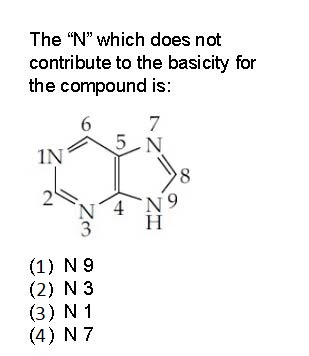 The “N” which does not
contribute to the basicity for
the compound is:
6 7
5 N
1N
8
2
N 4 N 9
3 H
(1) N 9
(2) N 3
(3) N 1
(4) N 7